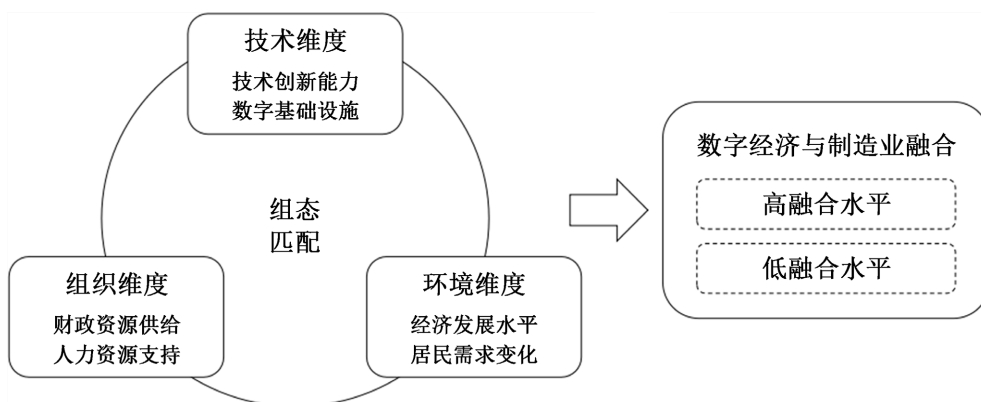 技术维度
技术创新能力
数字基础设施
组态
匹配
组织维度
财政资源供给
人力资源支持
环境维度
经济发展水平
居民需求变化
数字经济与制造业融合
高融合水平
低融合水平